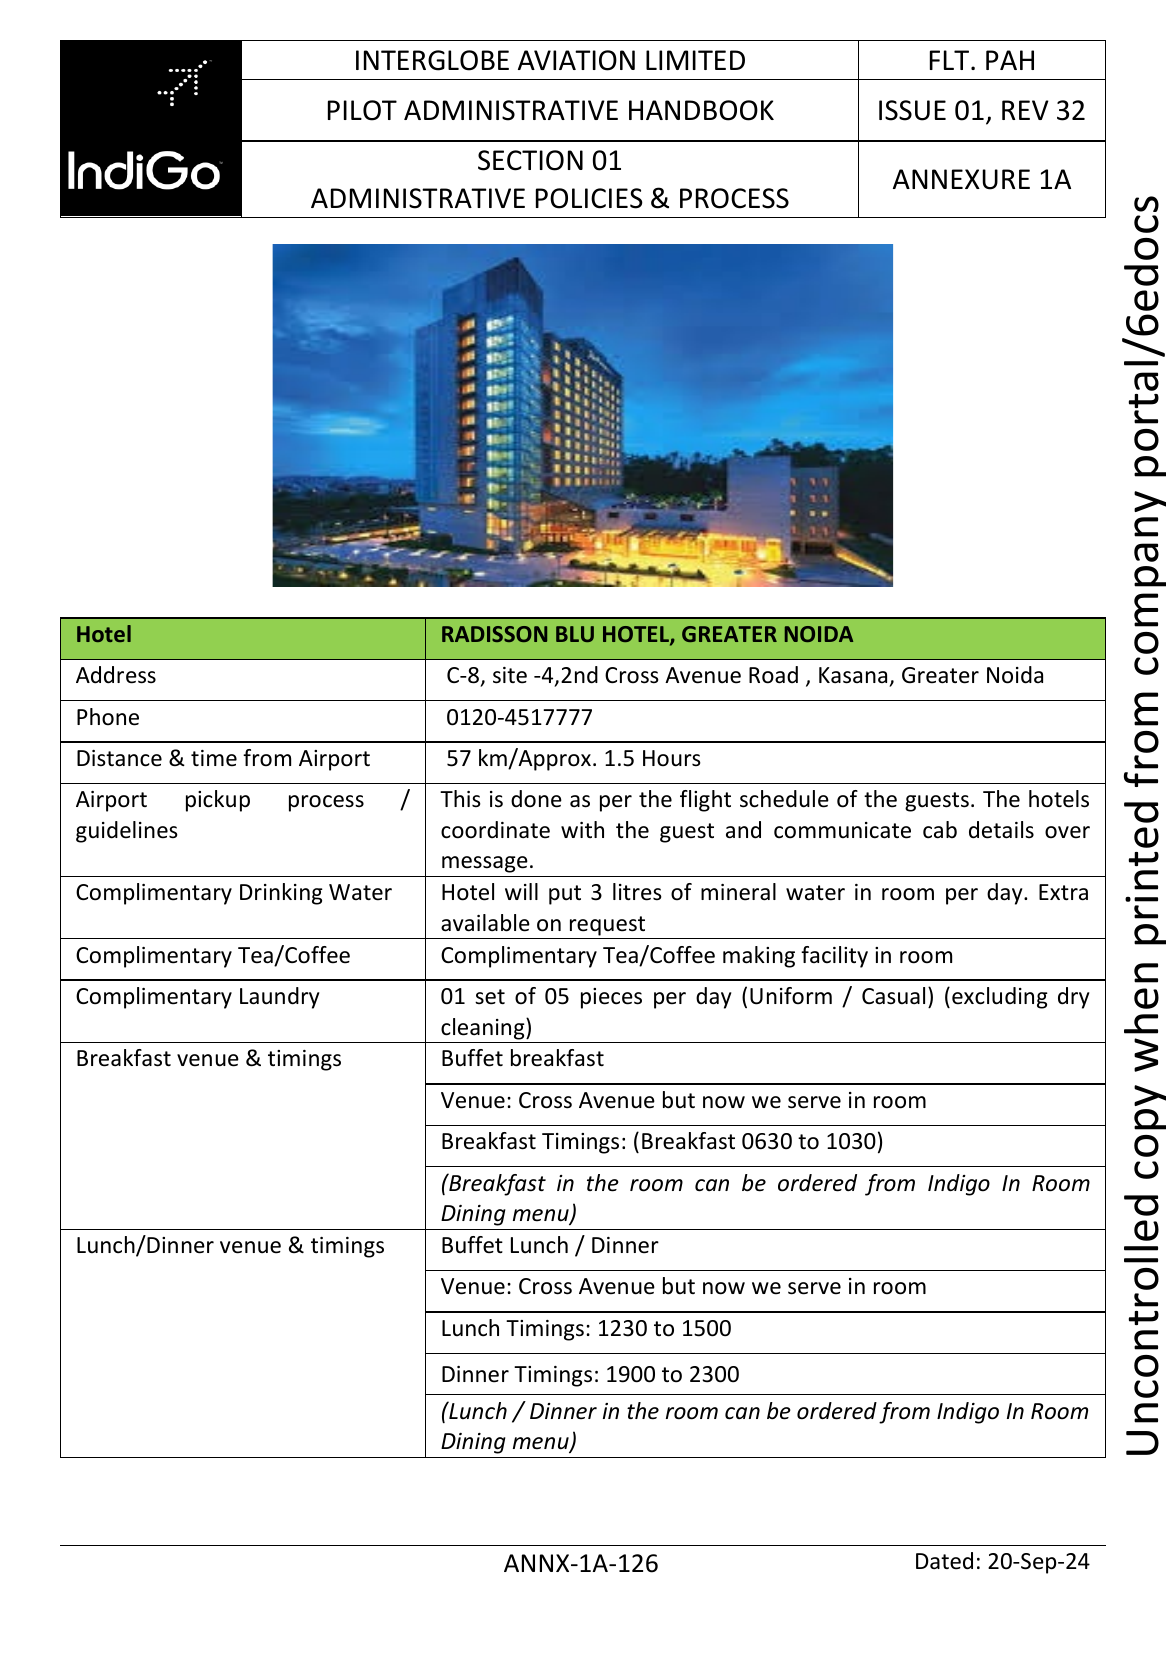 IndiGo
INTERGLOBE AVIATION LIMITED
FLT. PAH
PILOT ADMINISTRATIVE HANDBOOK
ISSUE 01, REV 32
SECTION 01
ADMINISTRATIVE POLICIES & PROCESS
ANNEXURE 1A
Hotel
RADISSON BLU HOTEL, GREATER NOIDA
Address
C-8, site -4,2nd Cross Avenue Road , Kasana, Greater Noida
Phone
0120-4517777
Distance & time from Airport
57 km/Approx. 1.5 Hours
Airport pickup process /
guidelines
This is done as per the flight schedule of the guests. The hotels
coordinate with the guest and communicate cab details over
message.
Complimentary Drinking Water
Hotel will put 3 litres of mineral water in room per day. Extra
available on request
Complimentary Tea/Coffee
Complimentary Tea/Coffee making facility in room
Complimentary Laundry
01 set of 05 pieces per day (Uniform / Casual) (excluding dry
cleaning)
Breakfast venue & timings
Buffet breakfast
Venue: Cross Avenue but now we serve in room
Breakfast Timings: (Breakfast 0630 to 1030)
(Breakfast in the room can be ordered from Indigo In Room
Dining menu)
Lunch/Dinner venue & timings
Buffet Lunch / Dinner
Venue: Cross Avenue but now we serve in room
Lunch Timings: 1230 to 1500
Dinner Timings: 1900 to 2300
(Lunch / Dinner in the room can be ordered from Indigo In Room
Dining menu)
ANNX-1A-126
Dated: 20-Sep-24
Uncontrolled copy when printed from company portal/6edocs